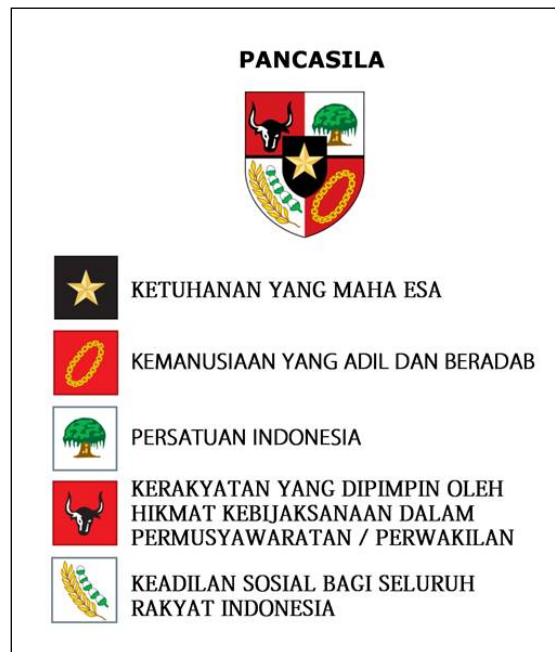 PANCASILA
KETUHANAN YANG MAHA ESA
KEMANUSIAAN YANG ADIL DAN BERADAB
PERSATUAN INDONESIA
KERAKYATAN YANG DIPIMPIN OLEH
HIKMAT KEBIJAKSANAAN DALAM
PERMUSYAWARATAN / PERWAKILAN
KEADILAN SOSIAL BAGI SELURUH
RAKYAT INDONESIA